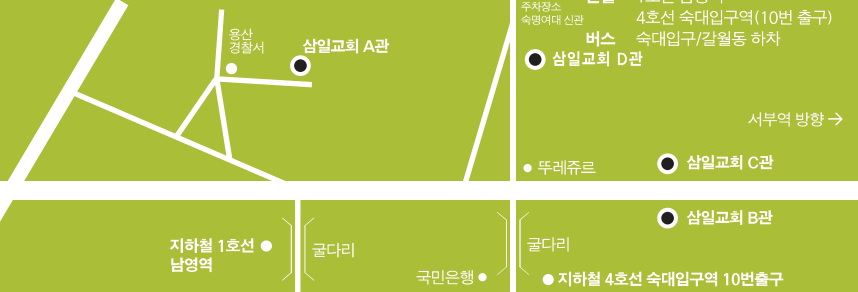 주차장소
숙명여대 신관
4호선 숙대입구역(10번 출구)
버스 숙대입구/갈월동 하차
용산
경찰서
삼일교회 A관
삼일교회 D관
서부역 방향
뚜레쥬르
삼일교회 C관
삼일교회 B관
지하철 1호선
남영역
굴다리
굴다리
국민은행
지하철 4호선 숙대입구역 10번출구